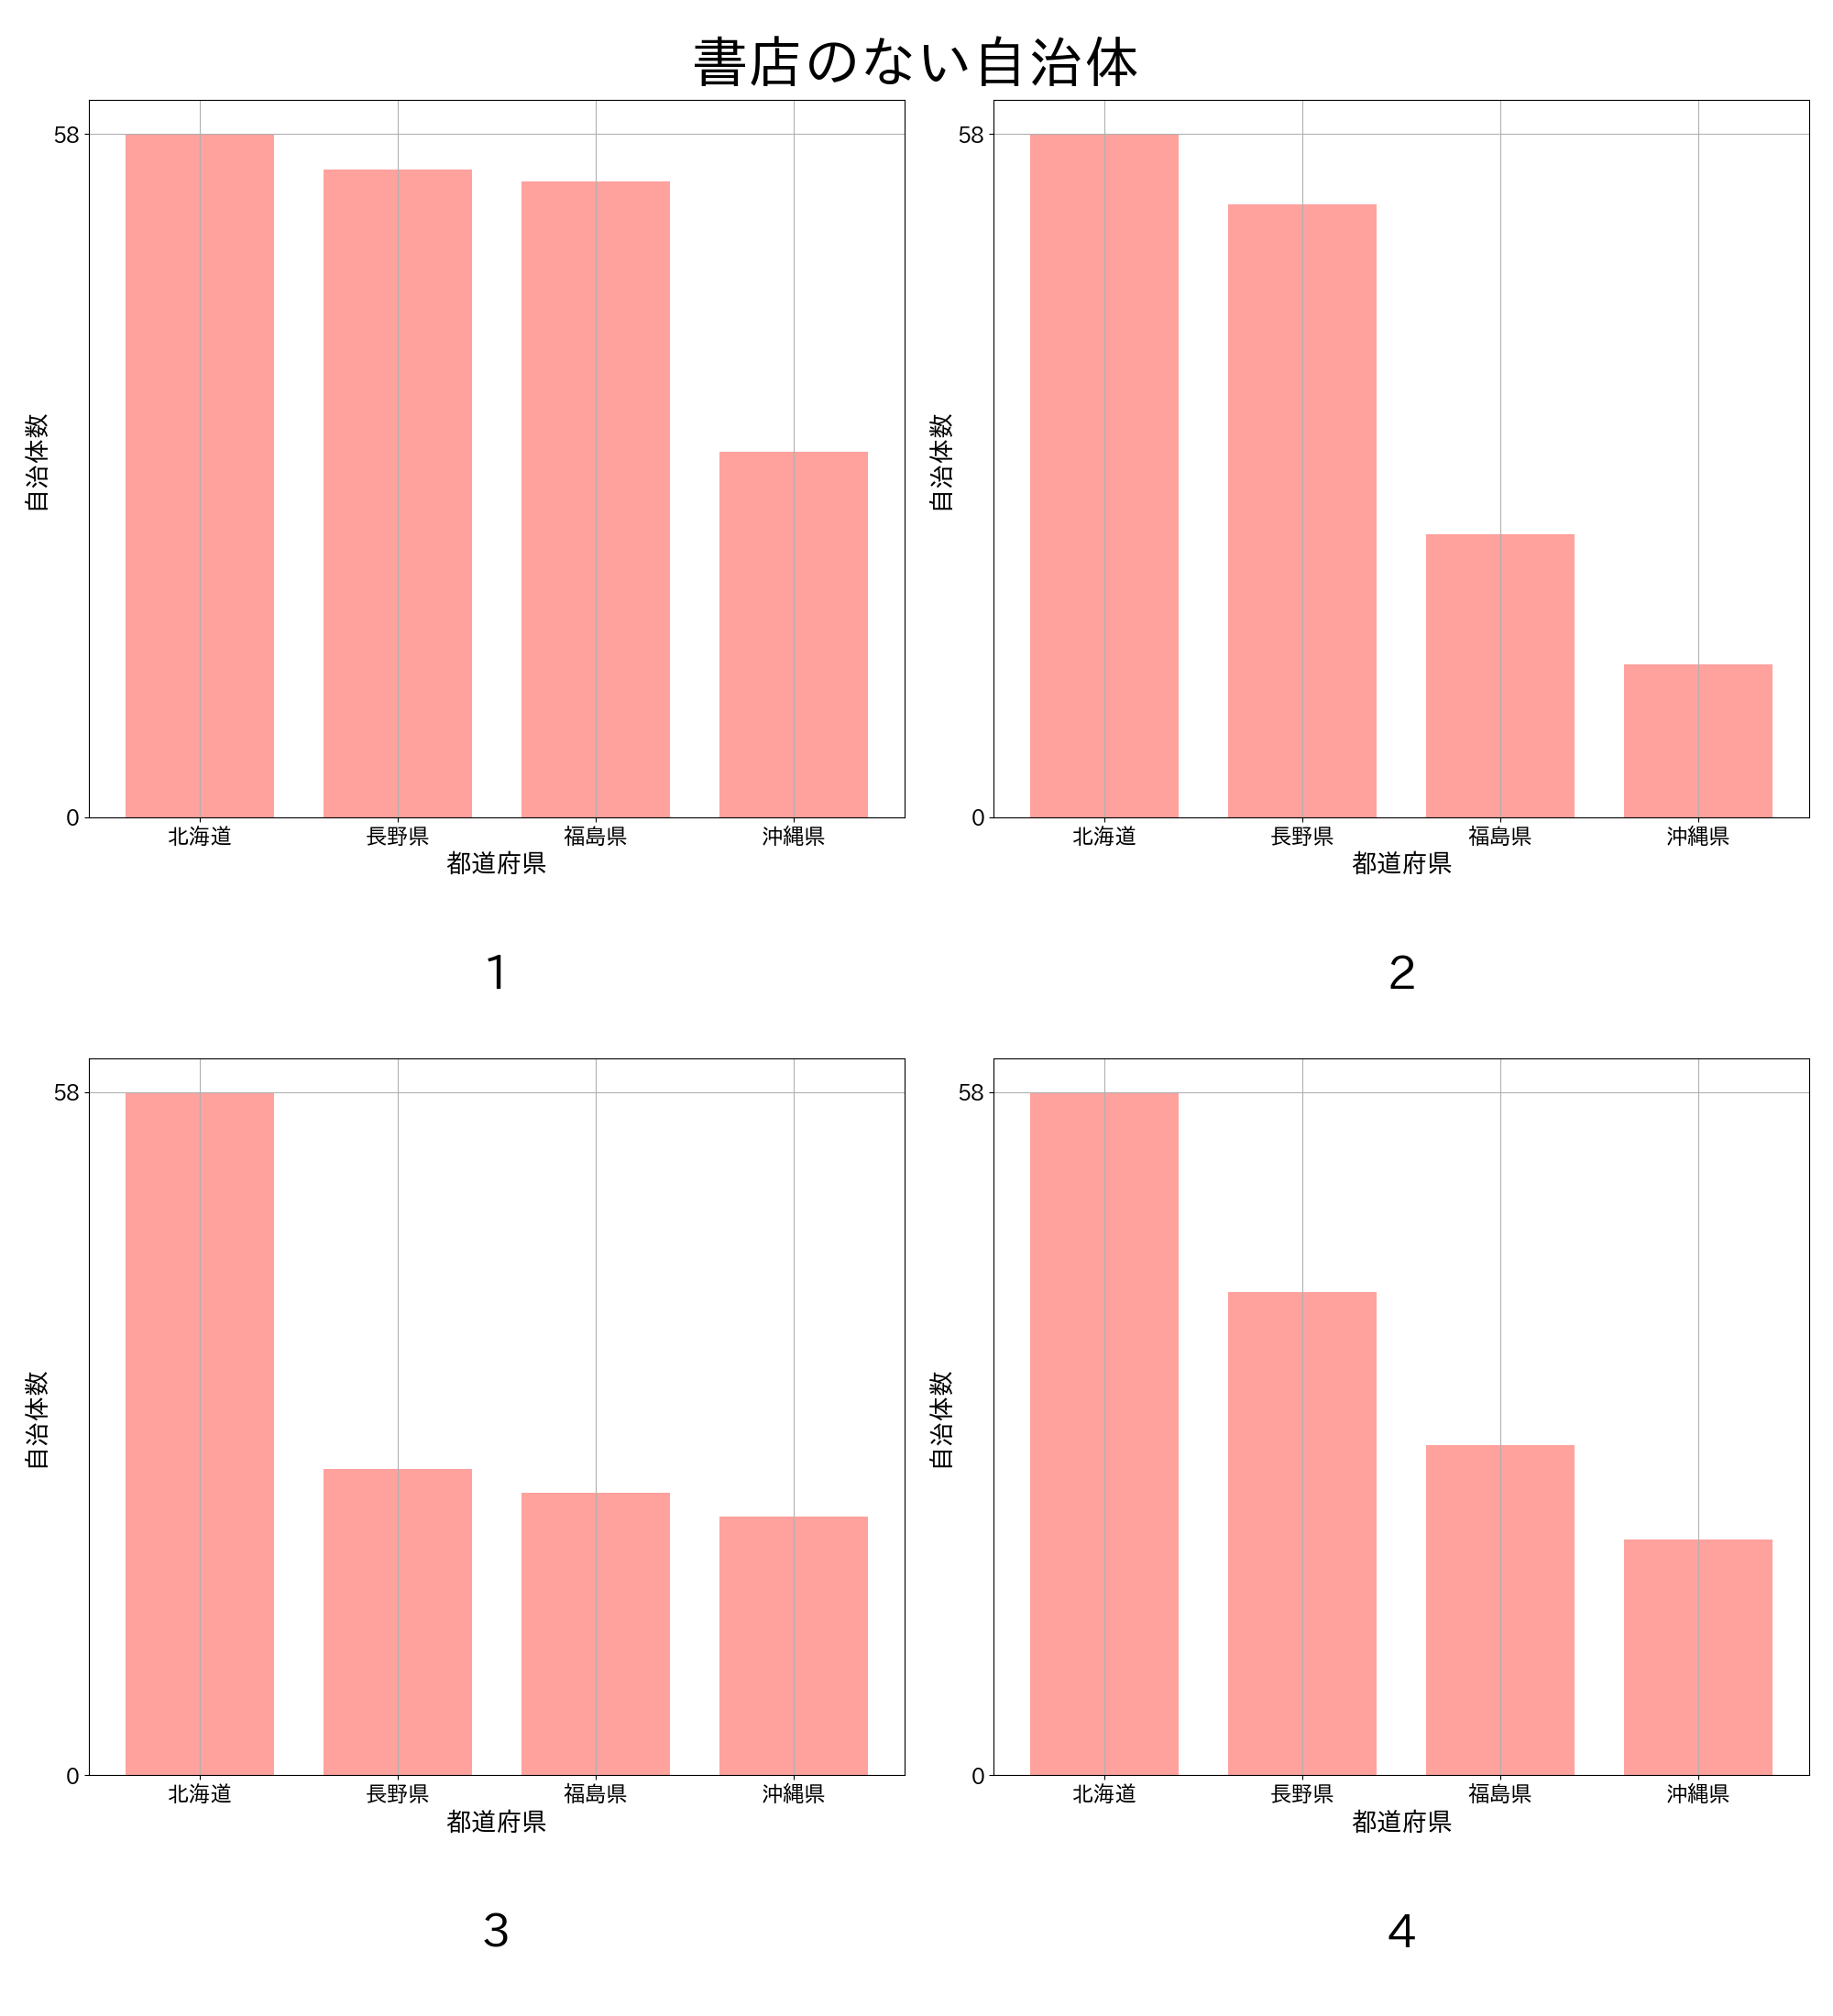 書店のない自治体
58
0
自治体数
北海道 長野県 福島県 沖縄県
都道府県
1
58
0
自治体数
北海道 長野県 福島県 沖縄県
都道府県
2
58
0
自治体数
北海道 長野県 福島県 沖縄県
都道府県
3
58
0
自治体数
北海道 長野県 福島県 沖縄県
都道府県
4